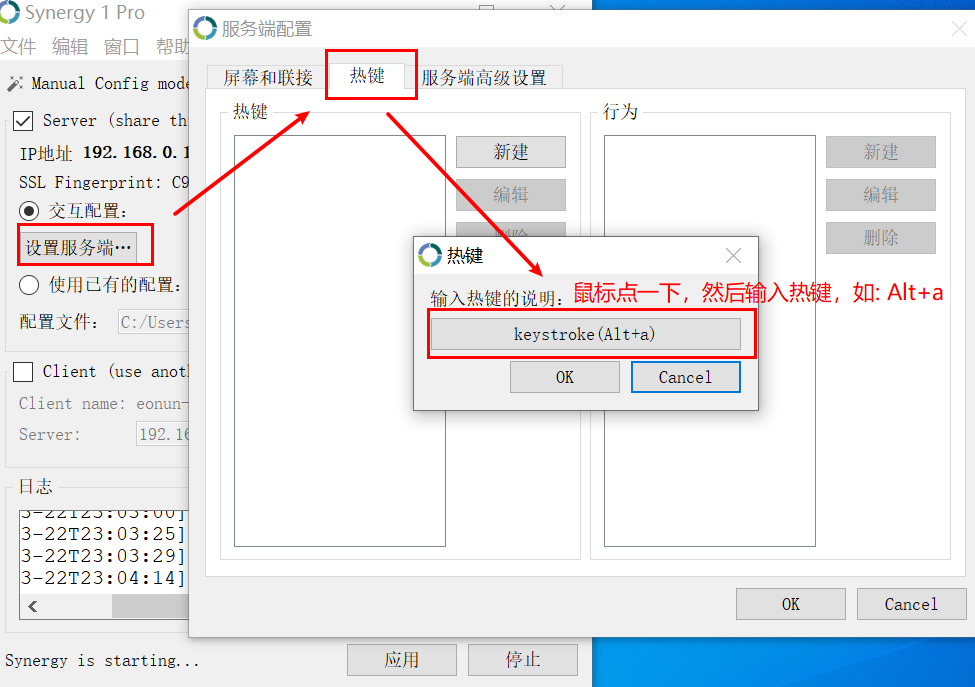 Synergy 1 Pro
文件 编辑 窗口 帮助
Manual Config mode
Server (share th
IP地址 192.168.0.1
SSL Fingerprint: C9
交互配置:
设置服务端…
使用已有的配置:
配置文件: C:/Users
Client (use anoth
Client name: eonun-
Server: 192.16
日志
3-22T23:03:00]
3-22T23:03:25]
3-22T23:03:29]
3-22T23:04:14]
Synergy is starting...
应用 停止
服务端配置
屏幕和联接 热键 服务端高级设置
热键
新建
编辑
删除
行为
新建
编辑
删除
热键
输入热键的说明:
鼠标点一下，然后输入热键，如: Alt+a
keystroke(Alt+a)
OK Cancel
OK Cancel